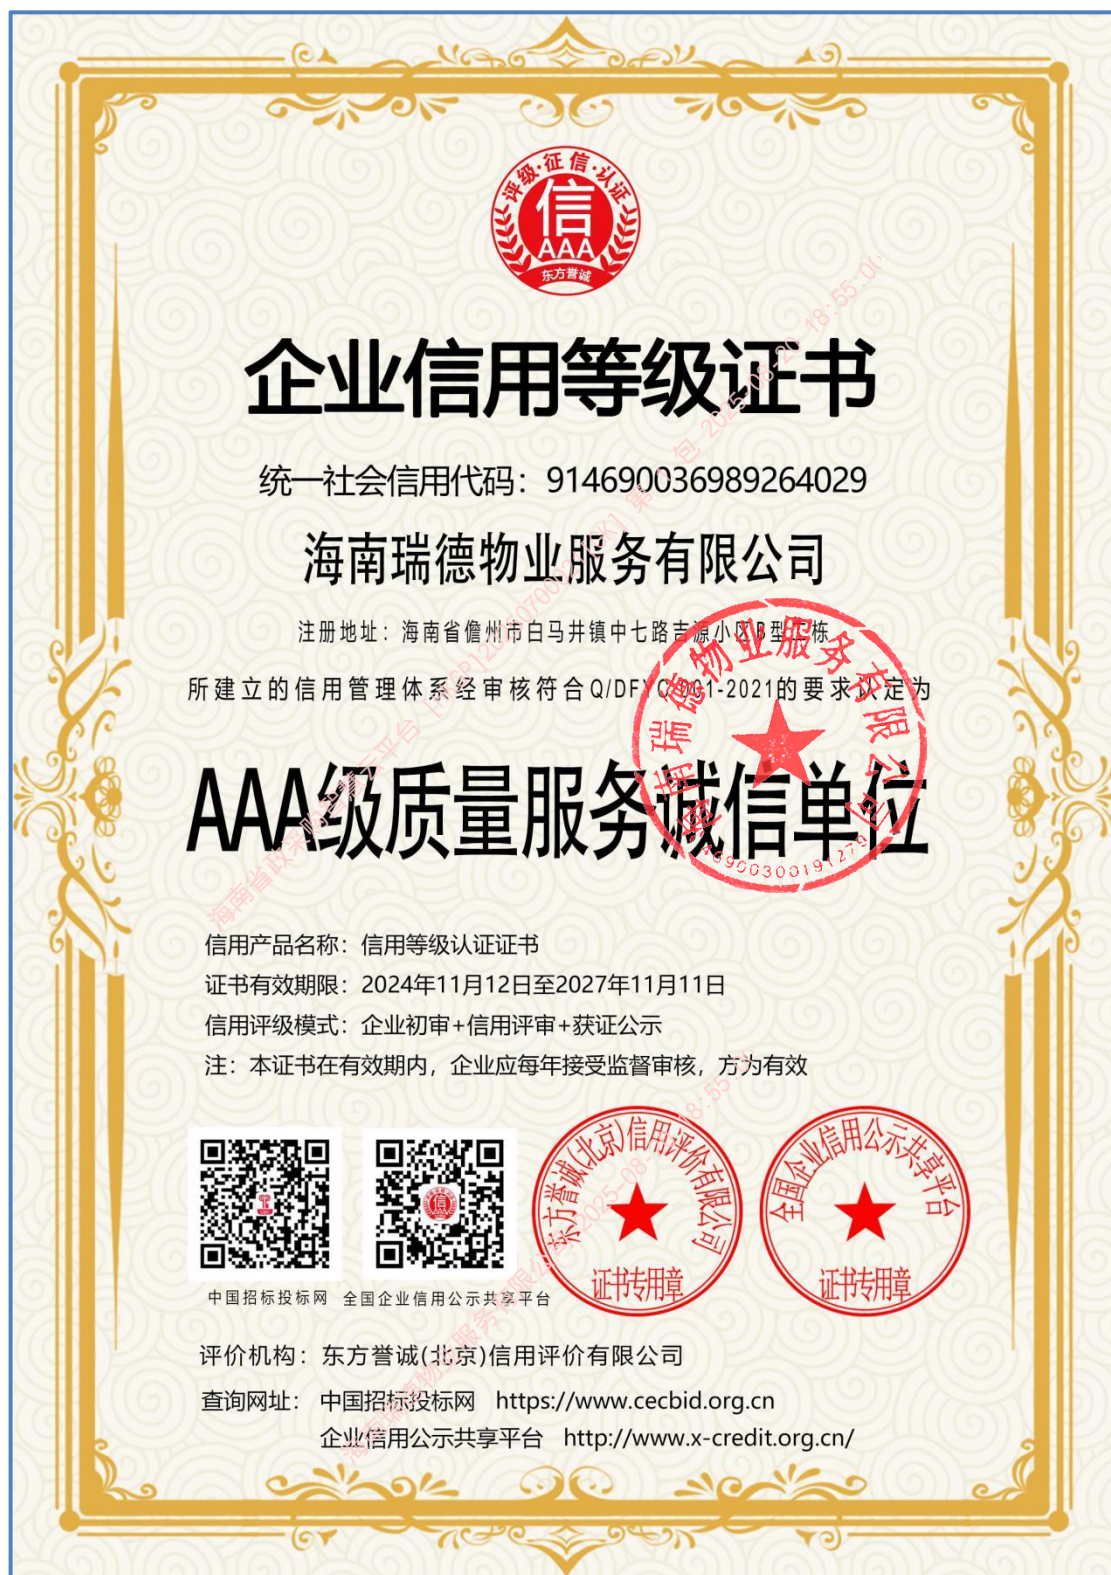 评级·征信·认证
信
AAA
东方誉诚
企业信用等级证书
统一社会信用代码：914690036989264029
海南瑞德物业服务有限公司
注册地址：海南省儋州市白马井镇中七路吉源小区B型
所建立的信用管理体系经审核符合Q/DFYC001-2021的要求认定为
AAA级质量服务诚信单位
海南瑞德物业服务有限公司
4690030019127
信用产品名称：信用等级认证证书
证书有效期限：2024年11月12日至2027年11月11日
信用评级模式：企业初审+信用评审+获证公示
注：本证书在有效期内，企业应每年接受监督审核，方为有效
东方誉诚(北京)信用评价有限公司
证书专用章
全国企业信用公示共享平台
证书专用章
中国招标投标网 全国企业信用公示共享平台
评价机构：东方誉诚(北京)信用评价有限公司
查询网址： 中国招标投标网 https://www.cecbid.org.cn
企业信用公示共享平台 http://www.x-credit.org.cn/